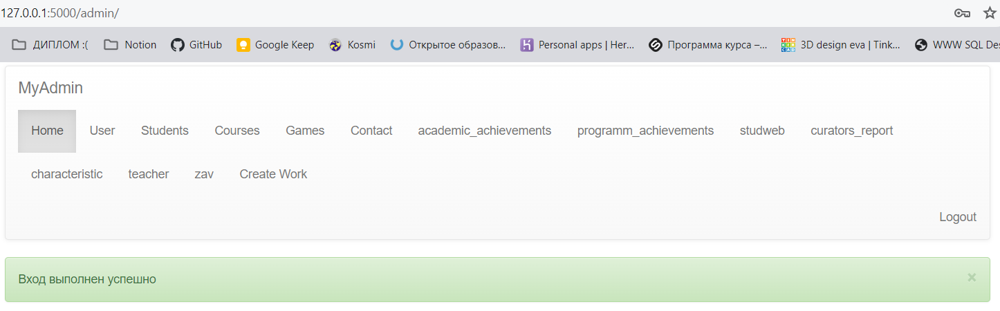 127.0.0.1:5000/admin/
ДИПЛОМ :( Notion GitHub Google Keep Kosmi Открытое образов... Personal apps | Her... Программа курса –... 3D design eva | Tink... WWW SQL Des
MyAdmin
Home User Students Courses Games Contact academic_achievements programm_achievements studweb curators_report
characteristic teacher zav Create Work
Logout
Вход выполнен успешно ×